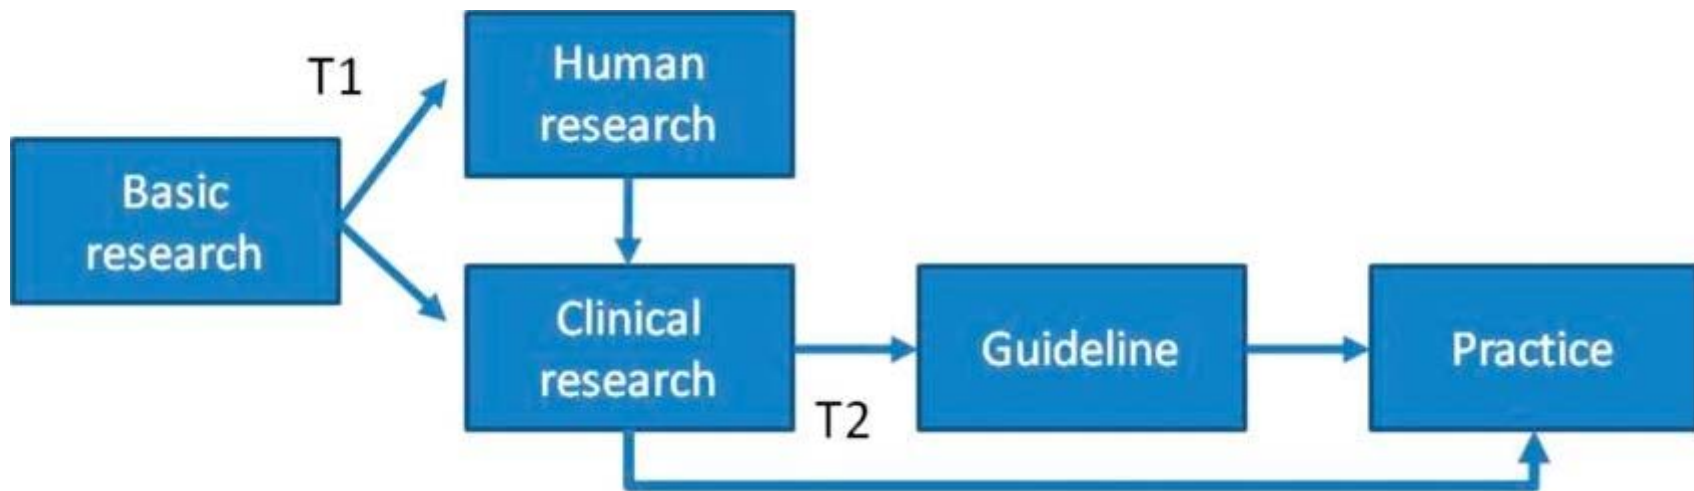 T1
Human
research
Basic
research
Clinical
research
Guideline
Practice
T2